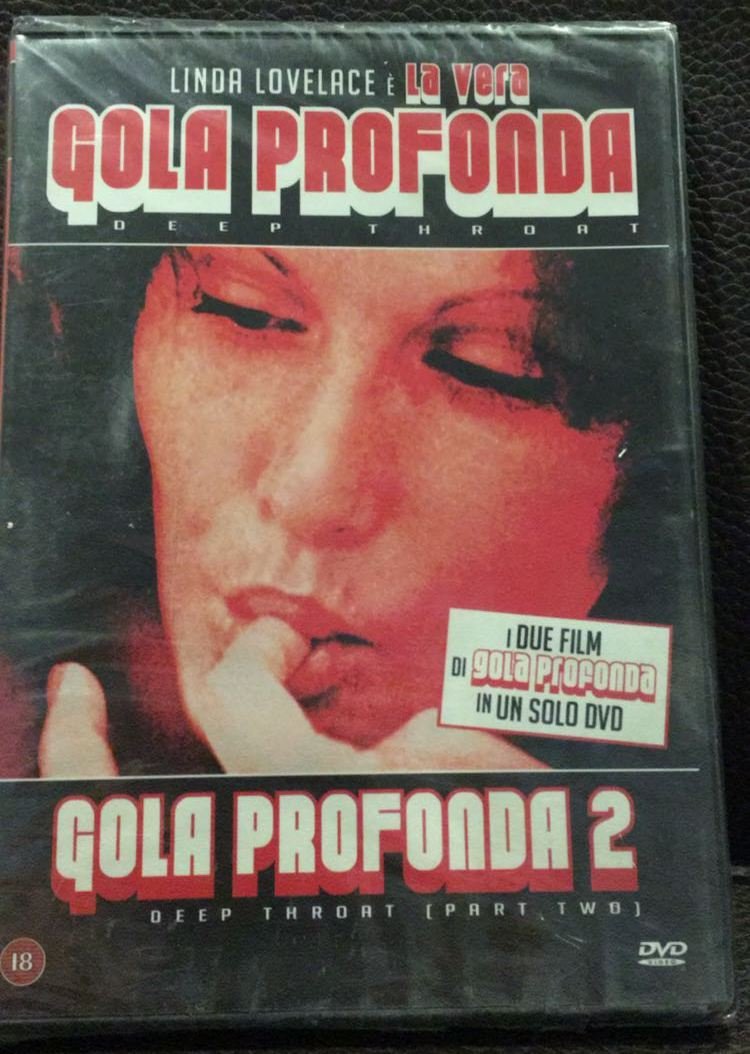 LINDA LOVELACE È La vera
GOLA PROFONDA
DEEP THROAT
I DUE FILM
DI gola profonda
IN UN SOLO DVD
GOLA PROFONDA 2
DEEP THROAT (PART TWO)
18
DVD
VIDEO